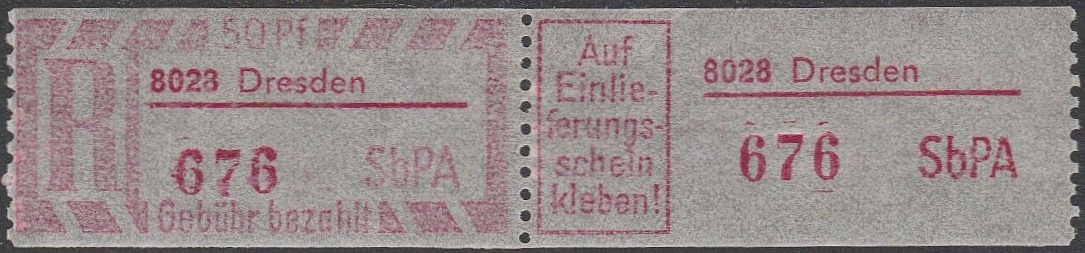 50 Pf
R
8028 Dresden
676 SbPA
Gebühr bezahlt
Auf
Einlie-
ferungs-
schein
kleben!
8028 Dresden
676 SbPA